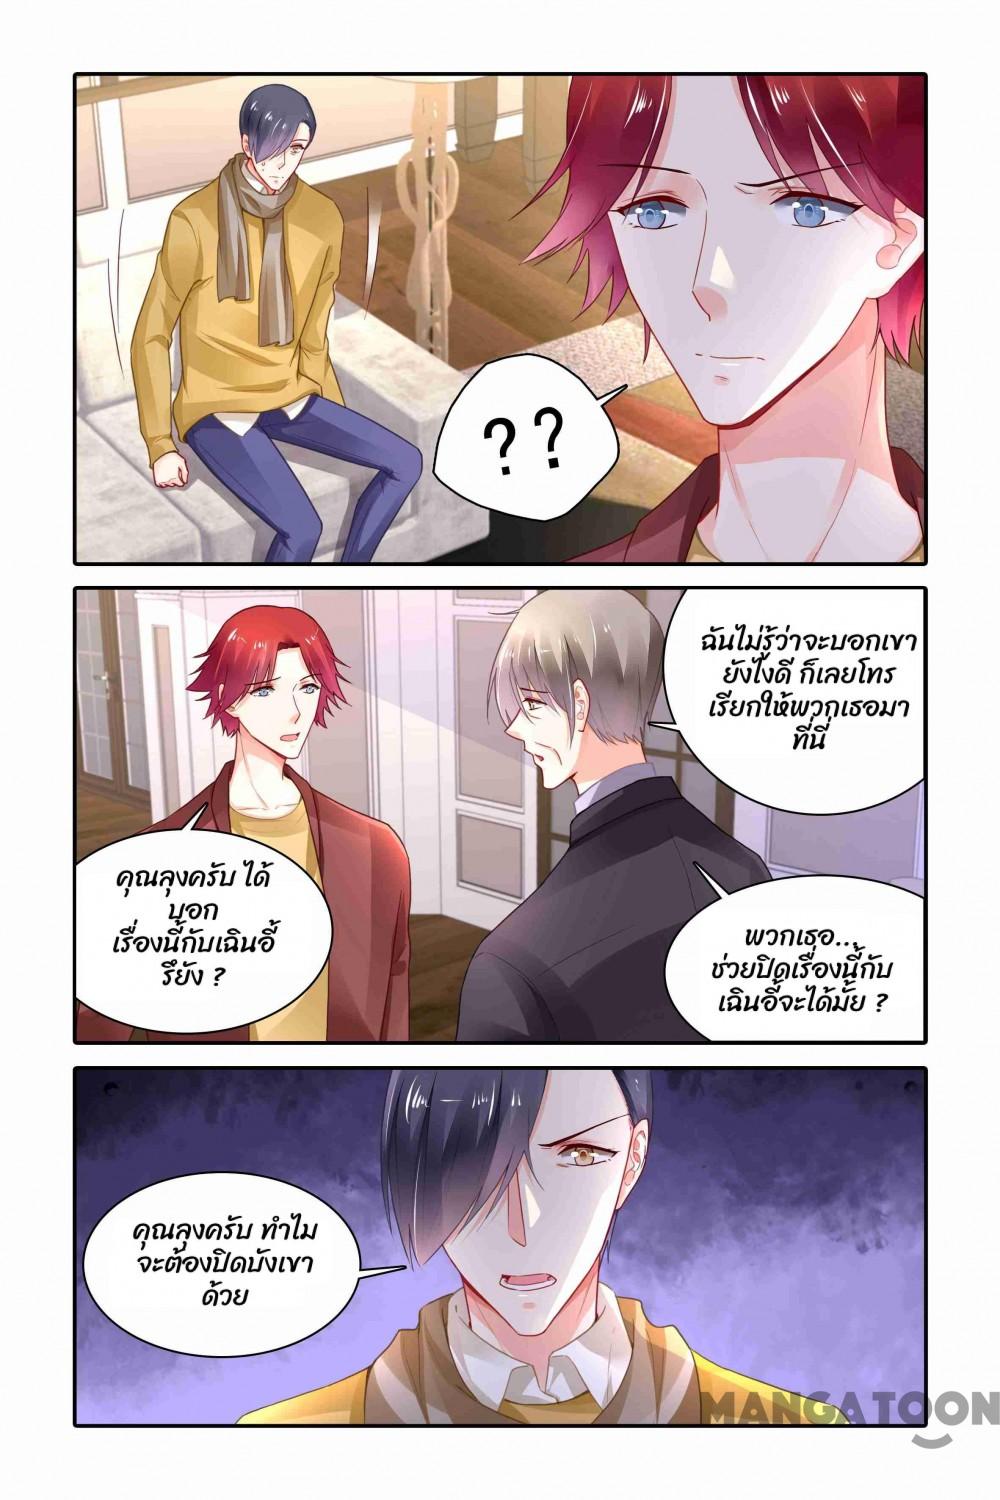 ??
ฉันไม่รู้ว่าจะบอกเขา
ยังไงดี ก็เลยโทร
เรียกให้พวกเธอมา
ที่นี่
คุณลุงครับ ได้
บอก
เรื่องนี้กับเฉินอี้
รึยัง ?
พวกเธอ...
ช่วยปิดเรื่องนี้กับ
เฉินอี้จะได้มั้ย ?
คุณลุงครับ ทำไม
จะต้องปิดบังเขา
ด้วย
MANGATOON